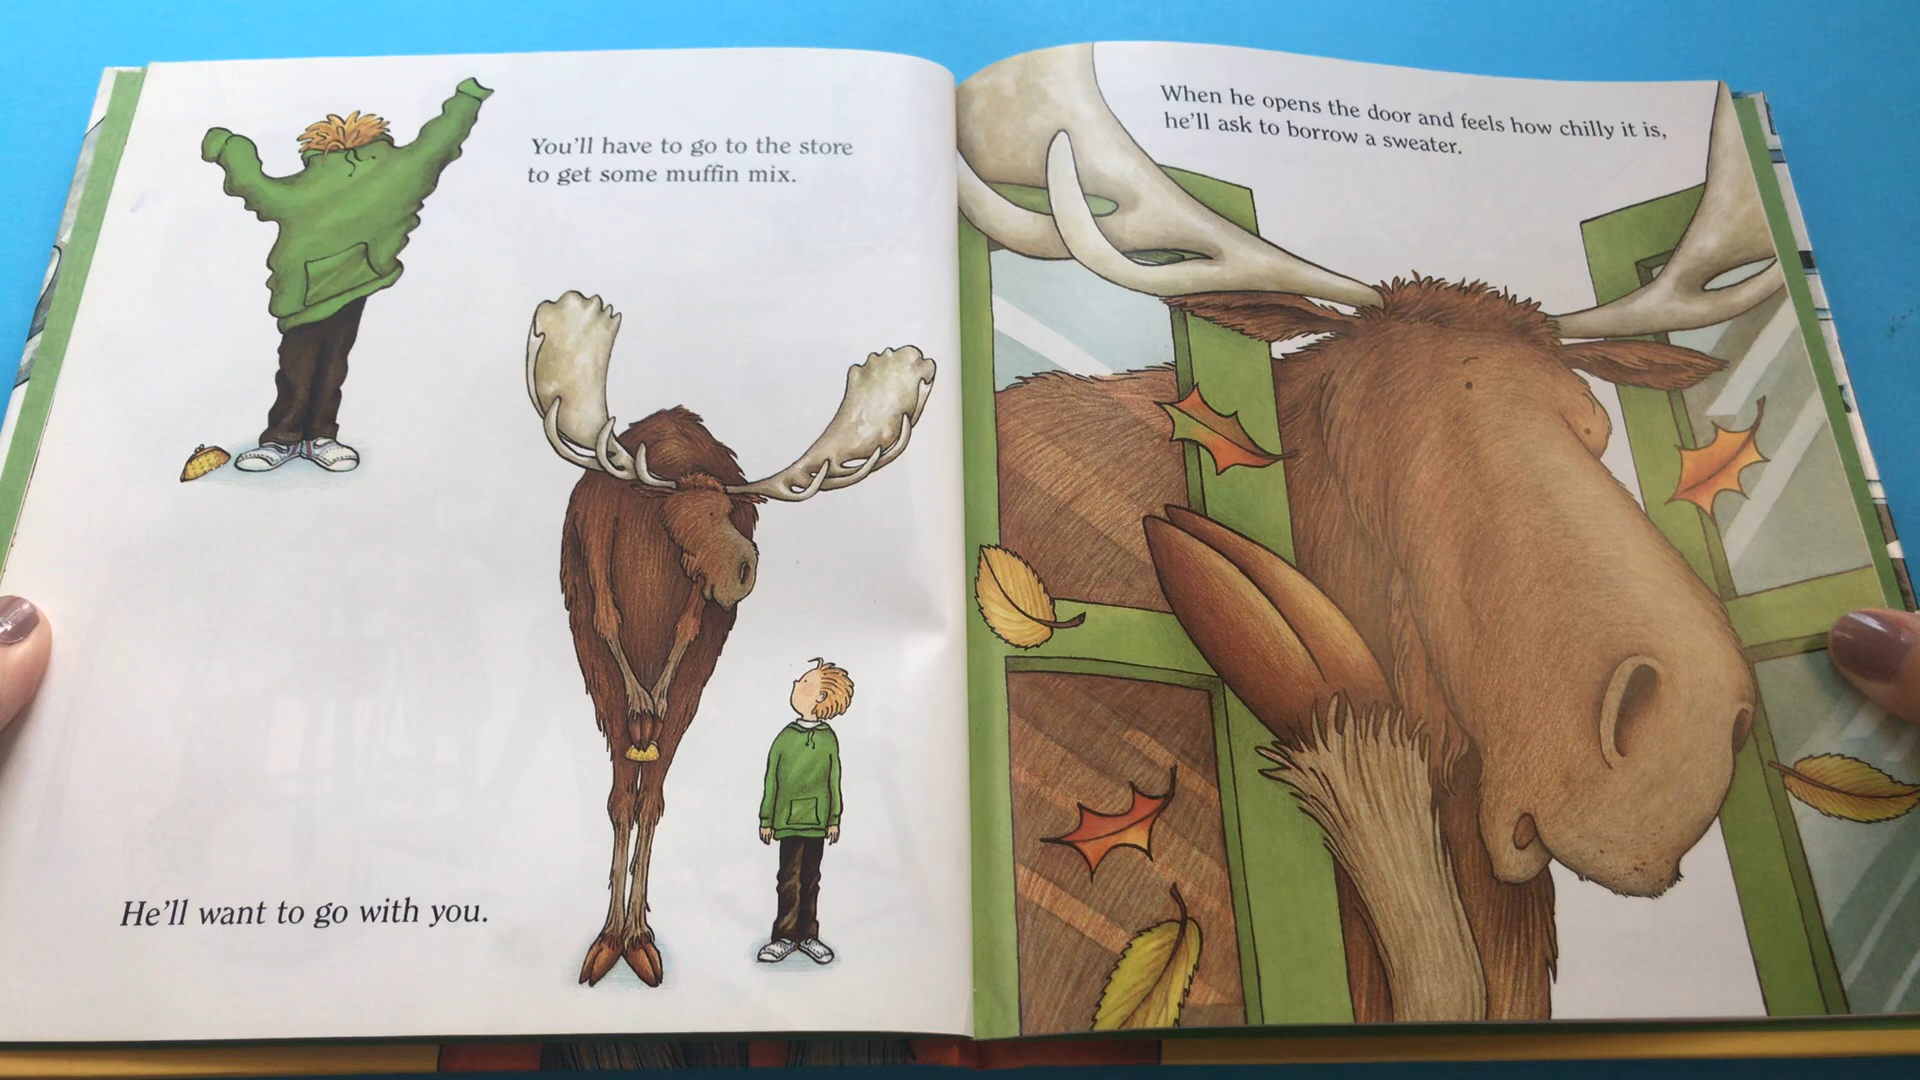 You'll have to go to the store
to get some muffin mix.
He'll want to go with you.
When he opens the door and feels how chilly it is,
he'll ask to borrow a sweater.